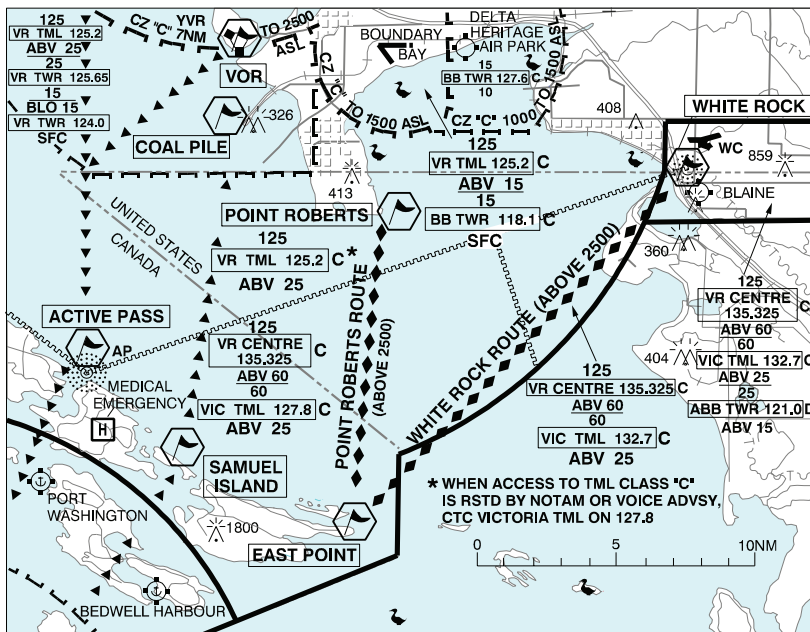 125
VR TML 125.2
ABV 25
25
VR TWR 125.65
15
BLO 15
VR TWR 124.0
SFC
CZ "C"
YVR
7NM
TO 2500
ASL
VOR
COAL PILE
326
CZ "C" TO 1500 ASL
BOUNDARY
BAY
DELTA
HERITAGE
AIR PARK
15
BB TWR 127.6 C
10
CZ "C" 1000
TO 1500 ASL
408
WHITE ROCK
WC
859
BLAINE
413
125
VR TML 125.2 C
ABV 15
15
BB TWR 118.1 C
SFC
POINT ROBERTS
125
VR TML 125.2 C*
ABV 25
UNITED STATES
CANADA
ACTIVE PASS
AP
MEDICAL
EMERGENCY
H
125
VR CENTRE
135.325 C
ABV 60
60
VIC TML 127.8 C
ABV 25
POINT ROBERTS ROUTE
(ABOVE 2500)
WHITE ROCK ROUTE (ABOVE 2500)
360
404
125
VR CENTRE
135.325 C
ABV 60
60
VIC TML 132.7 C
ABV 25
25
ABB TWR 121.0 D
ABV 15
125
VR CENTRE 135.325 C
ABV 60
60
VIC TML 132.7 C
ABV 25
SAMUEL
ISLAND
PORT
WASHINGTON
1800
EAST POINT
BEDWELL HARBOUR
* WHEN ACCESS TO TML CLASS "C"
IS RSTD BY NOTAM OR VOICE ADVSY,
CTC VICTORIA TML ON 127.8
0 5 10NM